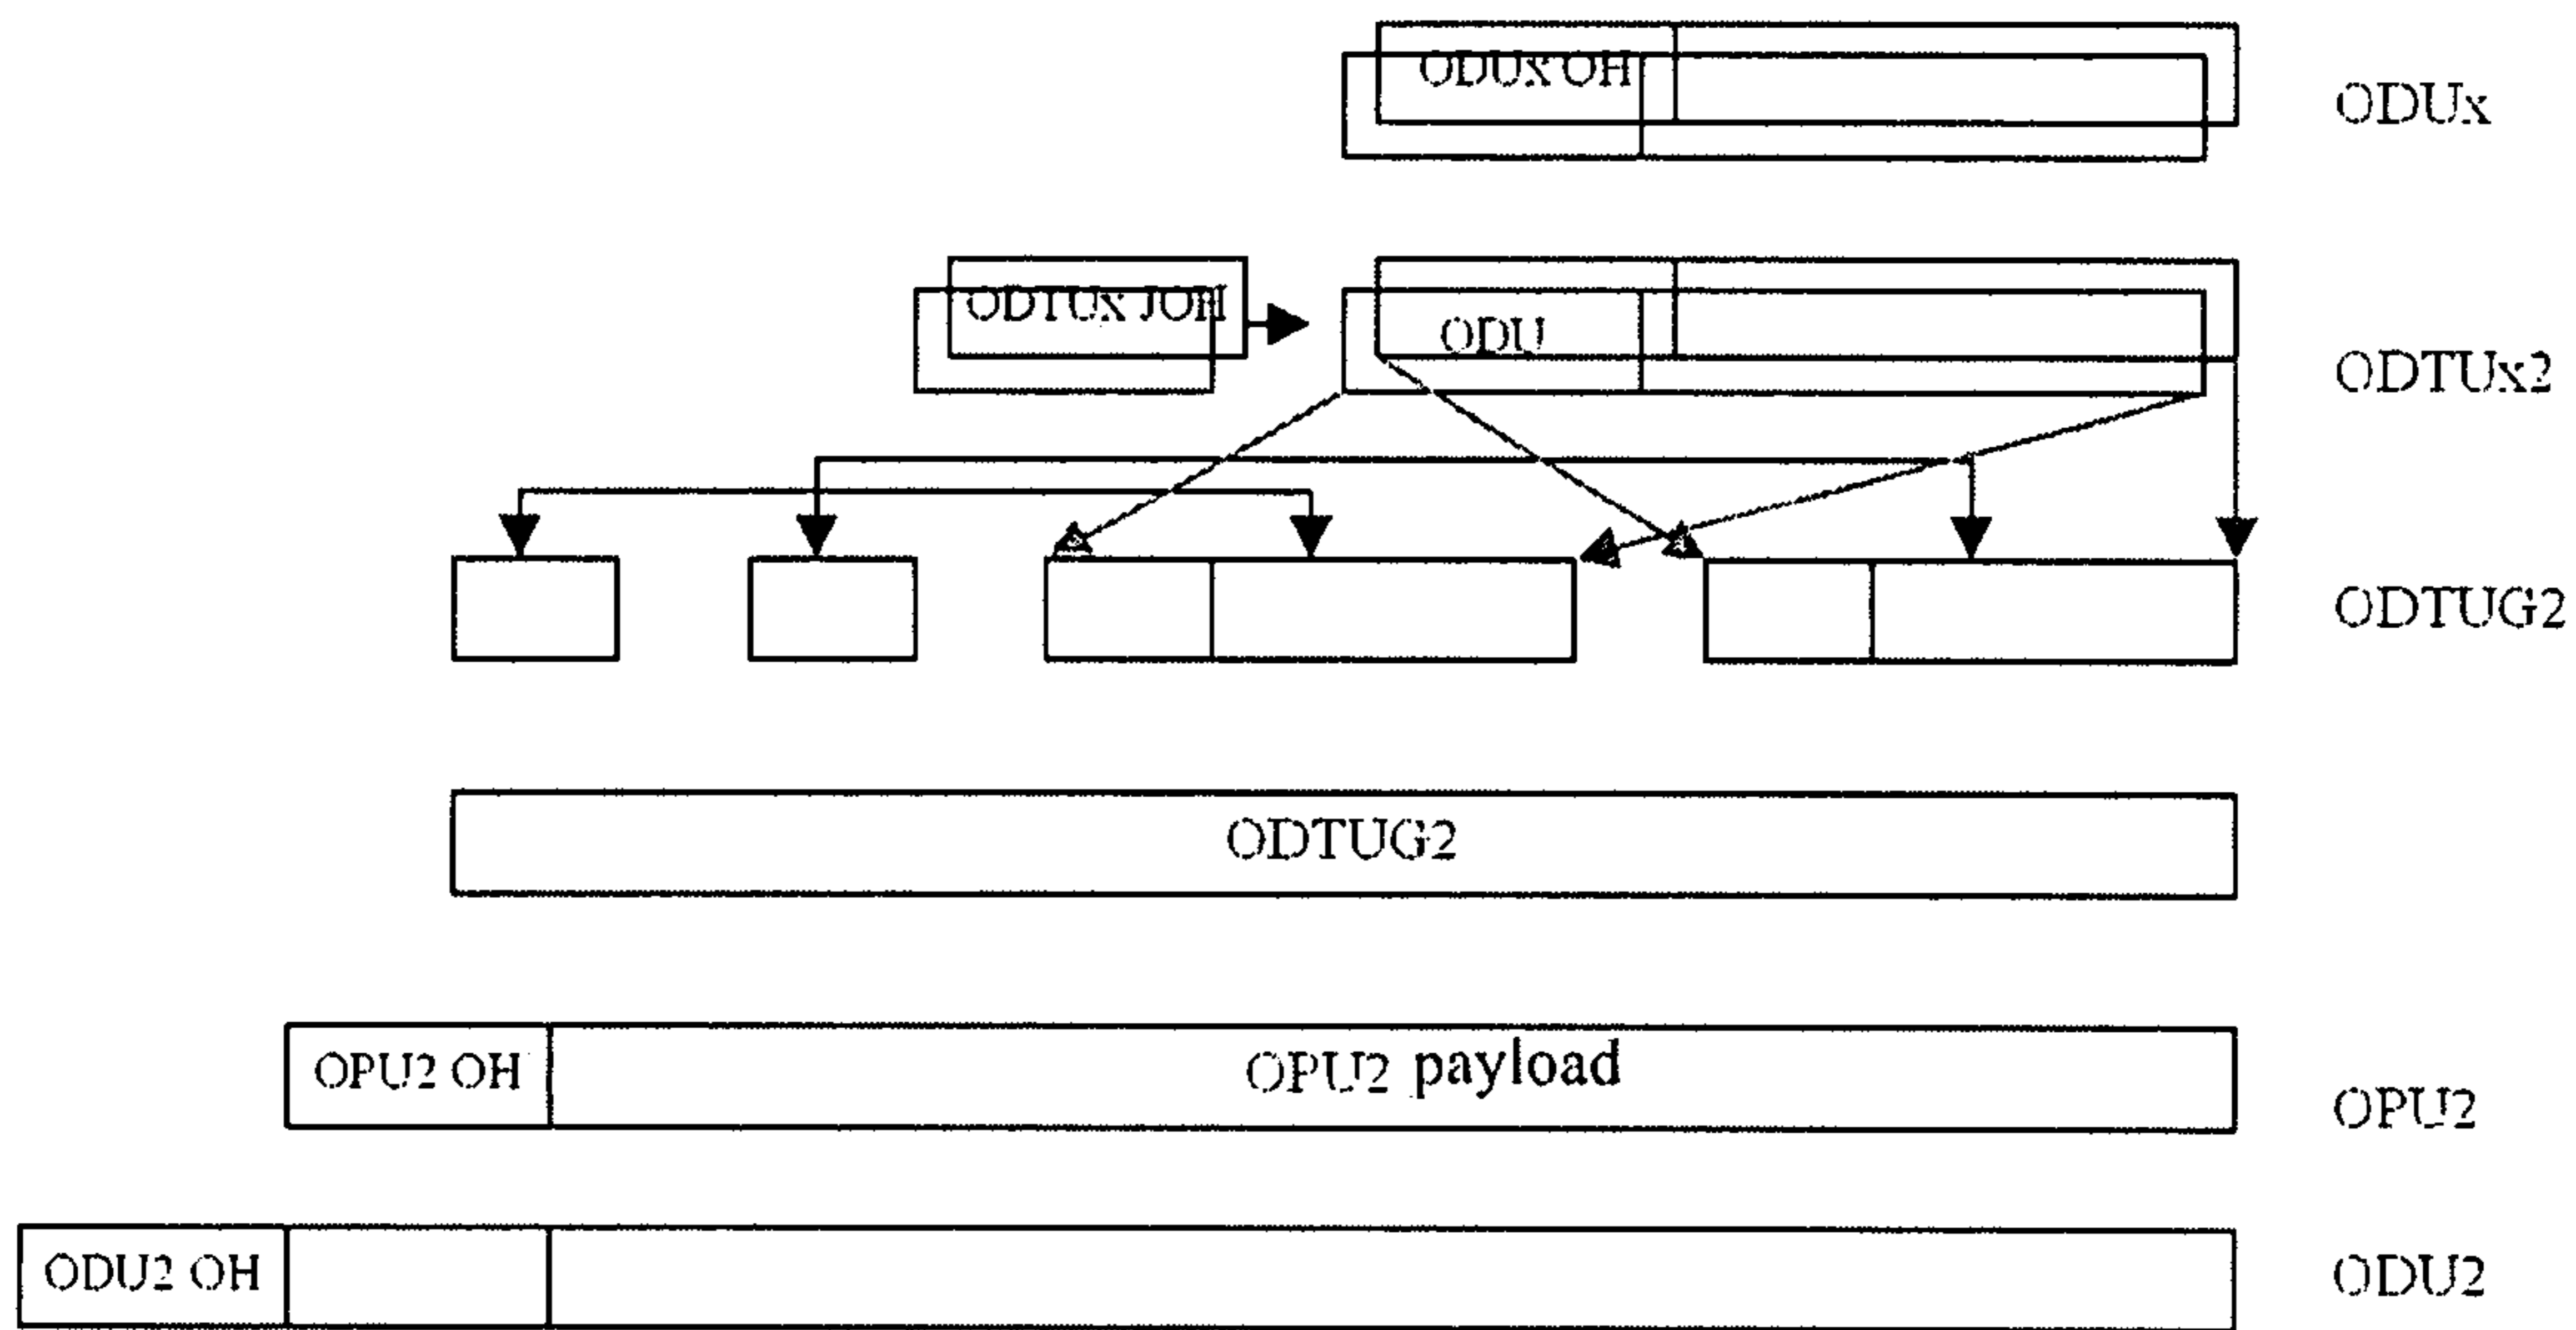 ODUx OH
ODUx
ODTUx JOH
ODU
ODTUx2
ODTUG2
ODTUG2
OPU2 OH
OPU2 payload
OPU2
ODU2 OH
ODU2